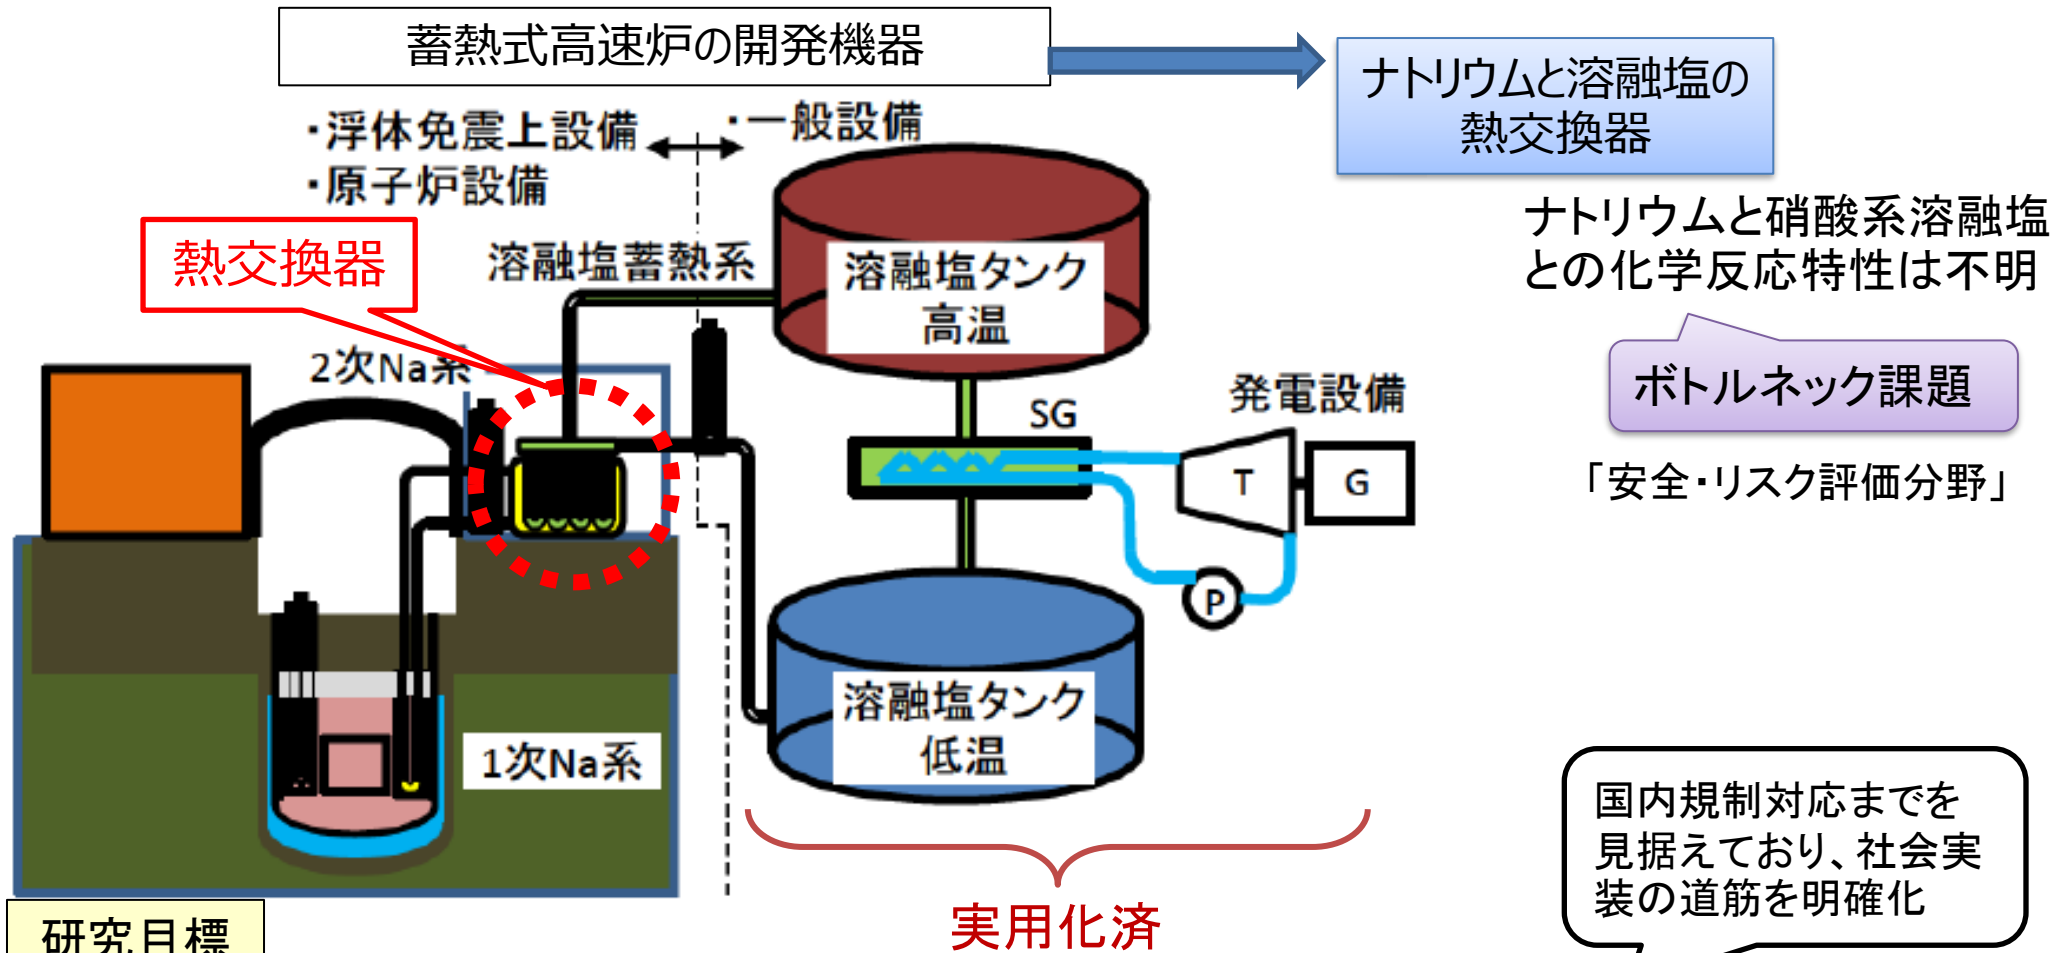 蓄熱式高速炉の開発機器
ナトリウムと溶融塩の
熱交換器
・浮体免震上設備
・原子炉設備
・一般設備
ナトリウムと硝酸系溶融塩
との化学反応特性は不明
熱交換器
溶融塩蓄熱系
溶融塩タンク
高温
ボトルネック課題
2次Na系
SG
発電設備
T
G
「安全・リスク評価分野」
P
溶融塩タンク
低温
1次Na系
国内規制対応までを
見据えており、社会実
装の道筋を明確化
実用化済
研究目標